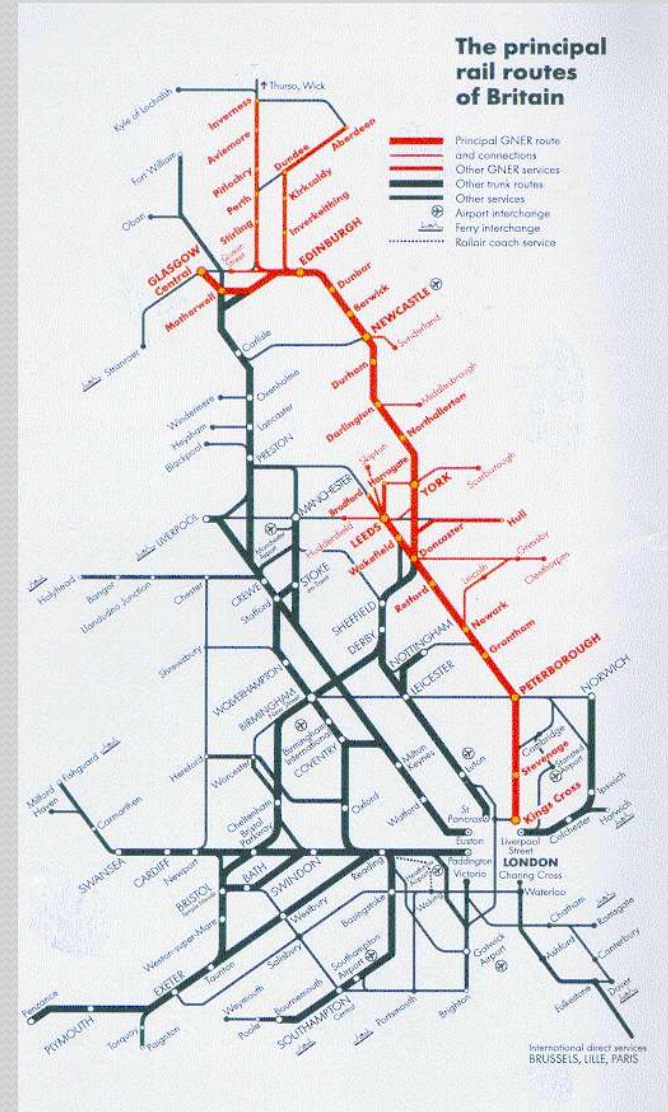 The principal
rail routes
of Britain
Principal GNER route
and connections
Other GNER services
Other trunk routes
Other services
Airport interchange
Ferry interchange
Railair coach service
Thurso, Wick
Kyle of Lochalsh
Inverness
Aviemore
Aberdeen
Dundee
Fort William
Pitlochry
Kirkcaldy
Perth
Oban
Stirling
Inverkeithing
GLASGOW
Central
EDINBURGH
Motherwell
Dunbar
Berwick
NEWCASTLE
Stranraer
Carlisle
Sunderland
Durham
Oxenholme
Windermere
Middlesbrough
Darlington
Northallerton
Lancaster
Heysham
Blackpool
PRESTON
Skipton
Harrogate
Scarborough
YORK
Bradford
MANCHESTER
LIVERPOOL
Manchester
Airport
Huddersfield
LEEDS
Hull
Wakefield
Doncaster
Grimsby
Cleethorpes
Lincoln
Holyhead
Bangor
Llandudno Junction
Chester
CREWE
STOKE
on-Trent
Stafford
Retford
SHEFFIELD
Newark
DERBY
NOTTINGHAM
Grantham
Shrewsbury
WOLVERHAMPTON
LEICESTER
PETERBOROUGH
BIRMINGHAM
New Street
NORWICH
Birmingham
International
COVENTRY
Cambridge
Stevenage
Stansted
Airport
Milford
Haven
Fishguard
Hereford
Worcester
Milton
Keynes
Luton
Ipswich
Carmarthen
Cheltenham
Bristol
Parkway
Oxford
Watford
St
Pancras
Kings Cross
Harwich
Colchester
Euston
Liverpool
Street
SWANSEA
CARDIFF
Newport
BATH
SWINDON
Reading
Paddington
LONDON
Victoria
Charing Cross
Waterloo
BRISTOL
Heathrow
Airport
Woking
Westbury
Basingstoke
Chatham
Ramsgate
Weston-super-Mare
Salisbury
Southampton
Airport
Gatwick
Airport
Ashford
Canterbury
EXETER
Taunton
Folkestone
Dover
Penzance
PLYMOUTH
Torquay
Paignton
Weymouth
Poole
Bournemouth
SOUTHAMPTON
Central
Portsmouth
Brighton
International direct services
BRUSSELS, LILLE, PARIS